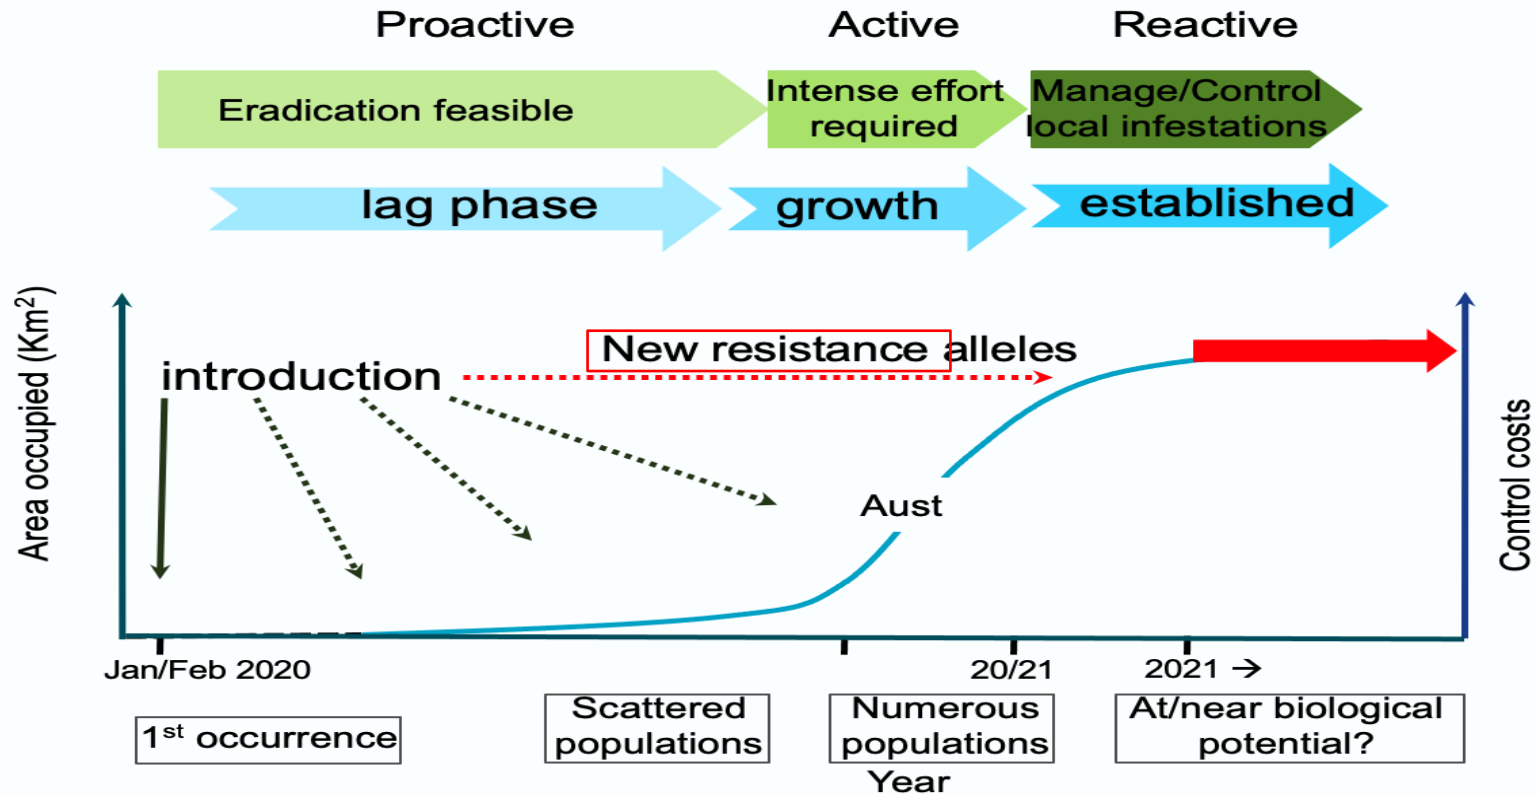 Proactive Active Reactive
Eradication feasible
Intense effort
required
Manage/Control
local infestations
lag phase growth established
Area occupied (Km²)
New resistance alleles
introduction
Aust
Control costs
Jan/Feb 2020 20/21 2021 →
1st occurrence
Scattered
populations
Numerous
populations
At/near biological
potential?
Year